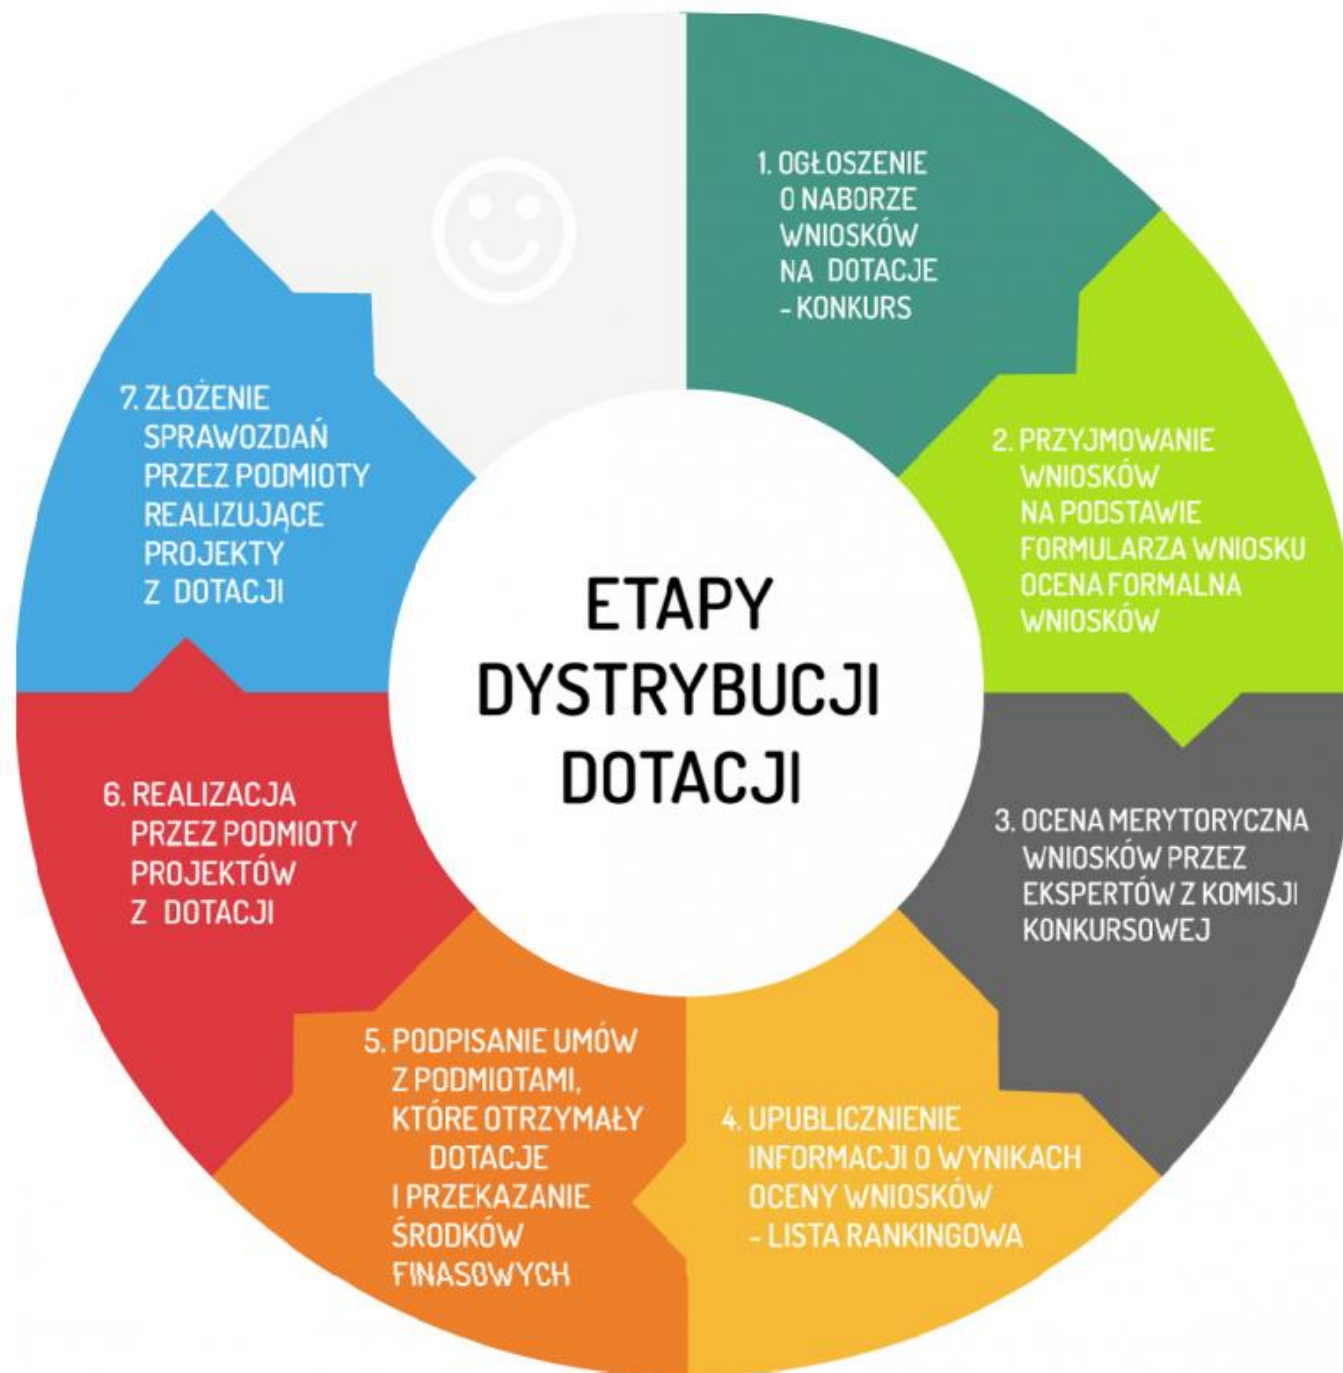 1. OGŁOSZENIE
O NABORZE
WNIOSKÓW
NA DOTACJE
- KONKURS
2. PRZYJMOWANIE
WNIOSKÓW
NA PODSTAWIE
FORMULARZA WNIOSKU
OCENA FORMALNA
WNIOSKÓW
3. OCENA MERYTORYCZNA
WNIOSKÓW PRZEZ
EKSPERTÓW Z KOMISJI
KONKURSOWEJ
4. UPUBLICZNIENIE
INFORMACJI O WYNIKACH
OCENY WNIOSKÓW
- LISTA RANKINGOWA
5. PODPISANIE UMÓW
Z PODMIOTAMI,
KTÓRE OTRZYMAŁY
DOTACJE
I PRZEKAZANIE
ŚRODKÓW
FINASOWYCH
6. REALIZACJA
PRZEZ PODMIOTY
PROJEKTÓW
Z DOTACJI
7. ZŁOŻENIE
SPRAWOZDAŃ
PRZEZ PODMIOTY
REALIZUJĄCE
PROJEKTY
Z DOTACJI
ETAPY
DYSTRYBUCJI
DOTACJI